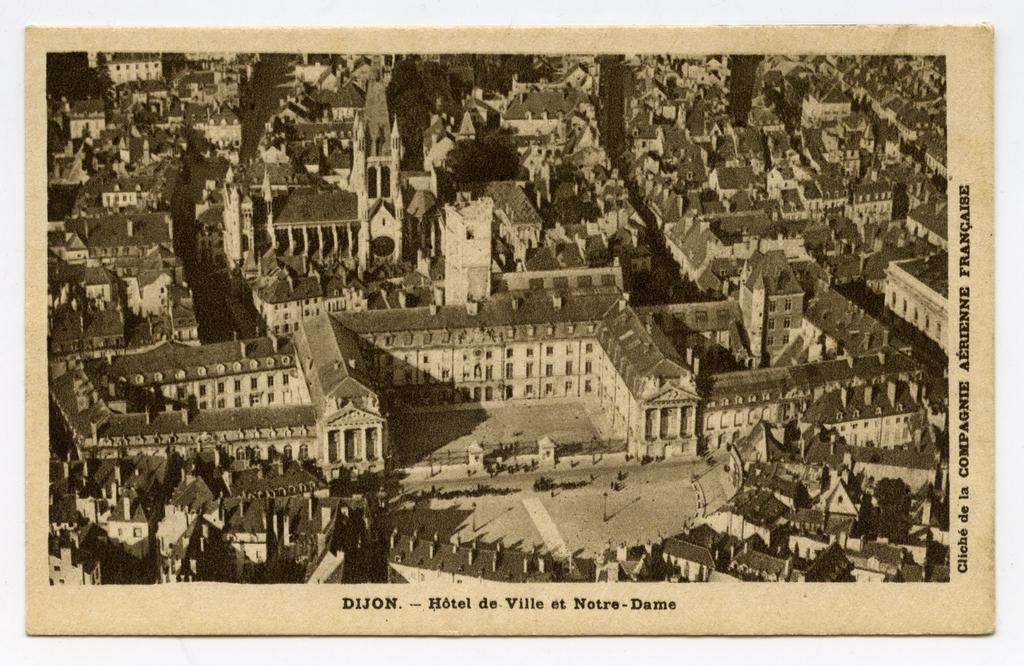 DIJON. — Hôtel de Ville et Notre-Dame
Cliché de la COMPAGNIE AÉRIENNE FRANÇAISE